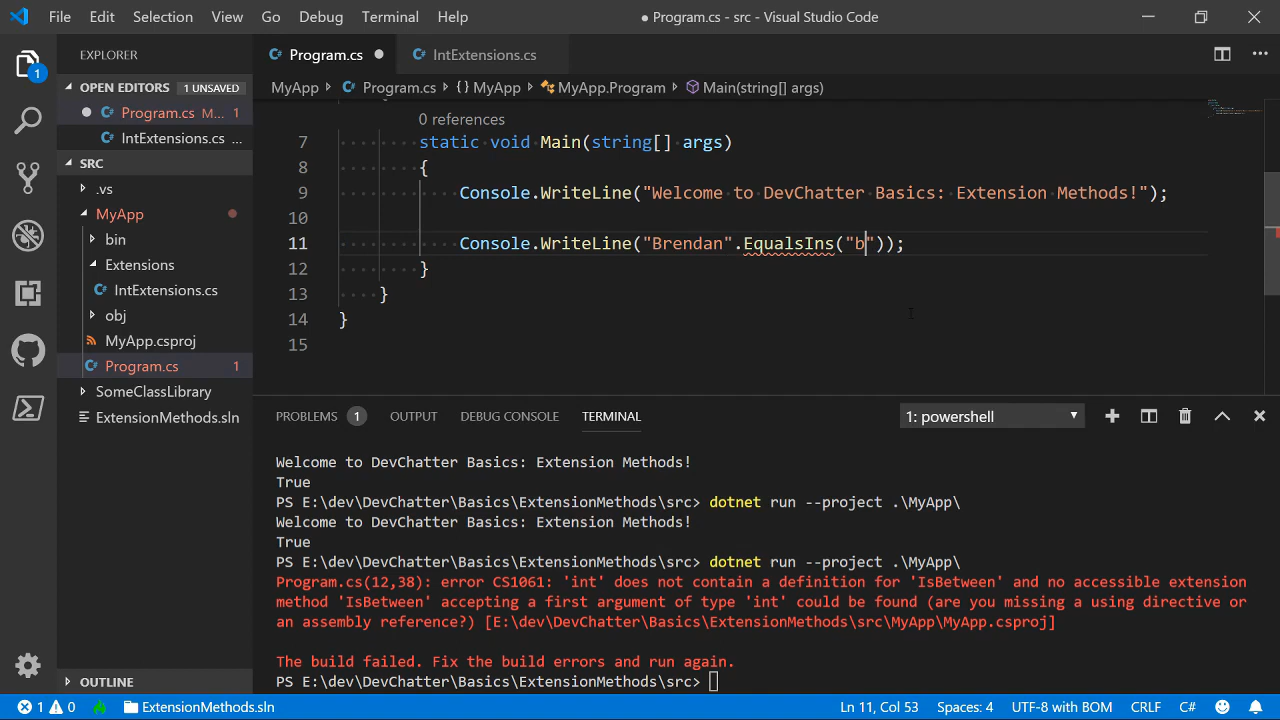 File Edit Selection View Go Debug Terminal Help ● Program.cs - src - Visual Studio Code
EXPLORER
1
OPEN EDITORS 1 UNSAVED
Program.cs M... 1
IntExtensions.cs ...
SRC
.vs
MyApp
bin
Extensions
IntExtensions.cs
obj
MyApp.csproj
Program.cs 1
SomeClassLibrary
ExtensionMethods.sln
OUTLINE
Program.cs ● IntExtensions.cs
MyApp > Program.cs > { } MyApp > MyApp.Program > Main(string[] args)
0 references
7 static void Main(string[] args)
8 {
9 Console.WriteLine("Welcome to DevChatter Basics: Extension Methods!");
10
11 Console.WriteLine("Brendan".EqualsIns("b"));
12 }
13 }
14 }
15
PROBLEMS 1 OUTPUT DEBUG CONSOLE TERMINAL 1: powershell
Welcome to DevChatter Basics: Extension Methods!
True
PS E:\dev\DevChatter\Basics\ExtensionMethods\src> dotnet run --project .\MyApp\
Welcome to DevChatter Basics: Extension Methods!
True
PS E:\dev\DevChatter\Basics\ExtensionMethods\src> dotnet run --project .\MyApp\
Program.cs(12,38): error CS1061: 'int' does not contain a definition for 'IsBetween' and no accessible extension
method 'IsBetween' accepting a first argument of type 'int' could be found (are you missing a using directive or
an assembly reference?) [E:\dev\DevChatter\Basics\ExtensionMethods\src\MyApp\MyApp.csproj]
The build failed. Fix the build errors and run again.
PS E:\dev\DevChatter\Basics\ExtensionMethods\src>
1 0 ExtensionMethods.sln Ln 11, Col 53 Spaces: 4 UTF-8 with BOM CRLF C#